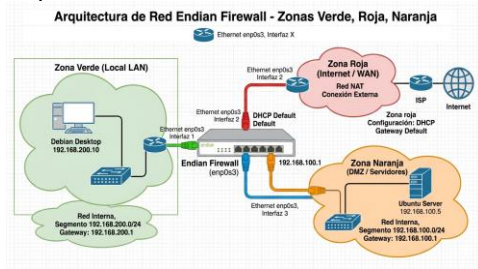 Arquitectura de Red Endian Firewall - Zonas Verde, Roja, Naranja
Ethernet enp0s3, Interfaz X
Zona Verde (Local LAN)
Debian Desktop
192.168.200.10
Red Interna,
Segmento 192.168.200.0/24
Gateway: 192.168.200.1
Ethernet enp0s3
Interfaz 1
Ethernet enp0s3
Interfaz 2
Ethernet enp0s3
Interfaz 2
DHCP Default
Default
Endian Firewall
(enp0s3)
192.168.100.1
Ethernet enp0s3,
Interfaz 3
Zona Roja
(Internet / WAN)
Red NAT
Conexión Externa
ISP
Internet
Zona roja
Configuración: DHCP
Gateway Default
Zona Naranja
(DMZ / Servidores)
Ubuntu Server
192.168.100.5
Red Interna,
Segmento 192.168.100.0/24
Gateway: 192.168.100.1